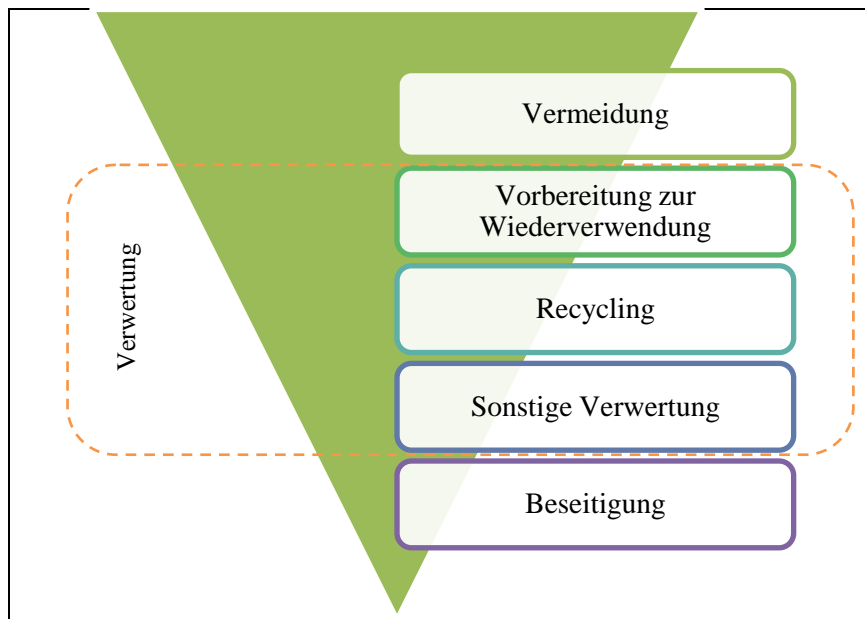 Vermeidung
Vorbereitung zur
Wiederverwendung
Verwertung
Recycling
Sonstige Verwertung
Beseitigung